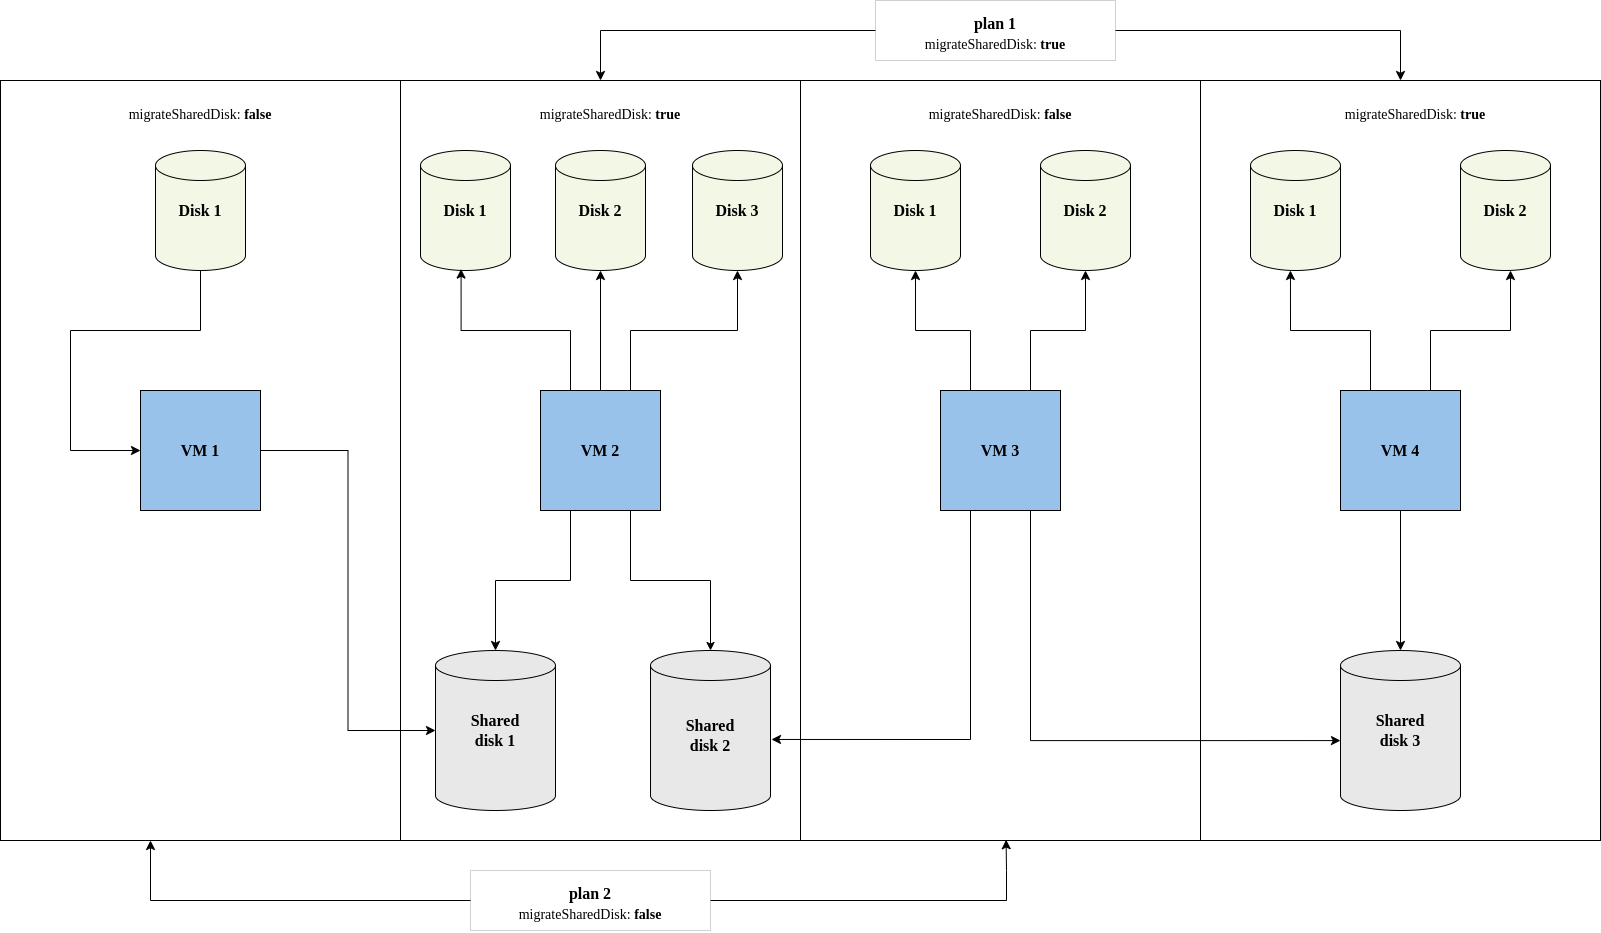 plan 1
migrateSharedDisk: true
migrateSharedDisk: false
migrateSharedDisk: true
migrateSharedDisk: false
migrateSharedDisk: true
Disk 1
Disk 1
Disk 2
Disk 3
Disk 1
Disk 2
Disk 1
Disk 2
VM 1
VM 2
VM 3
VM 4
Shared
disk 1
Shared
disk 2
Shared
disk 3
plan 2
migrateSharedDisk: false